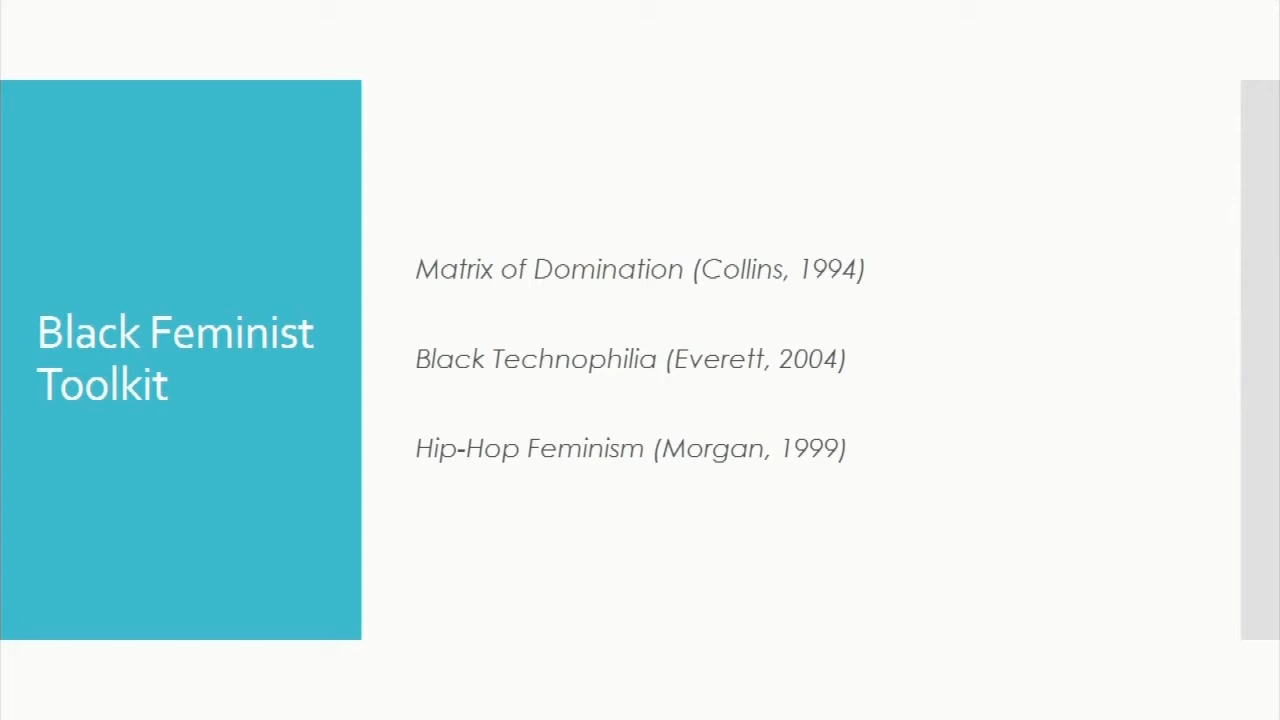 Black Feminist
Toolkit
Matrix of Domination (Collins, 1994)
Black Technophilia (Everett, 2004)
Hip-Hop Feminism (Morgan, 1999)